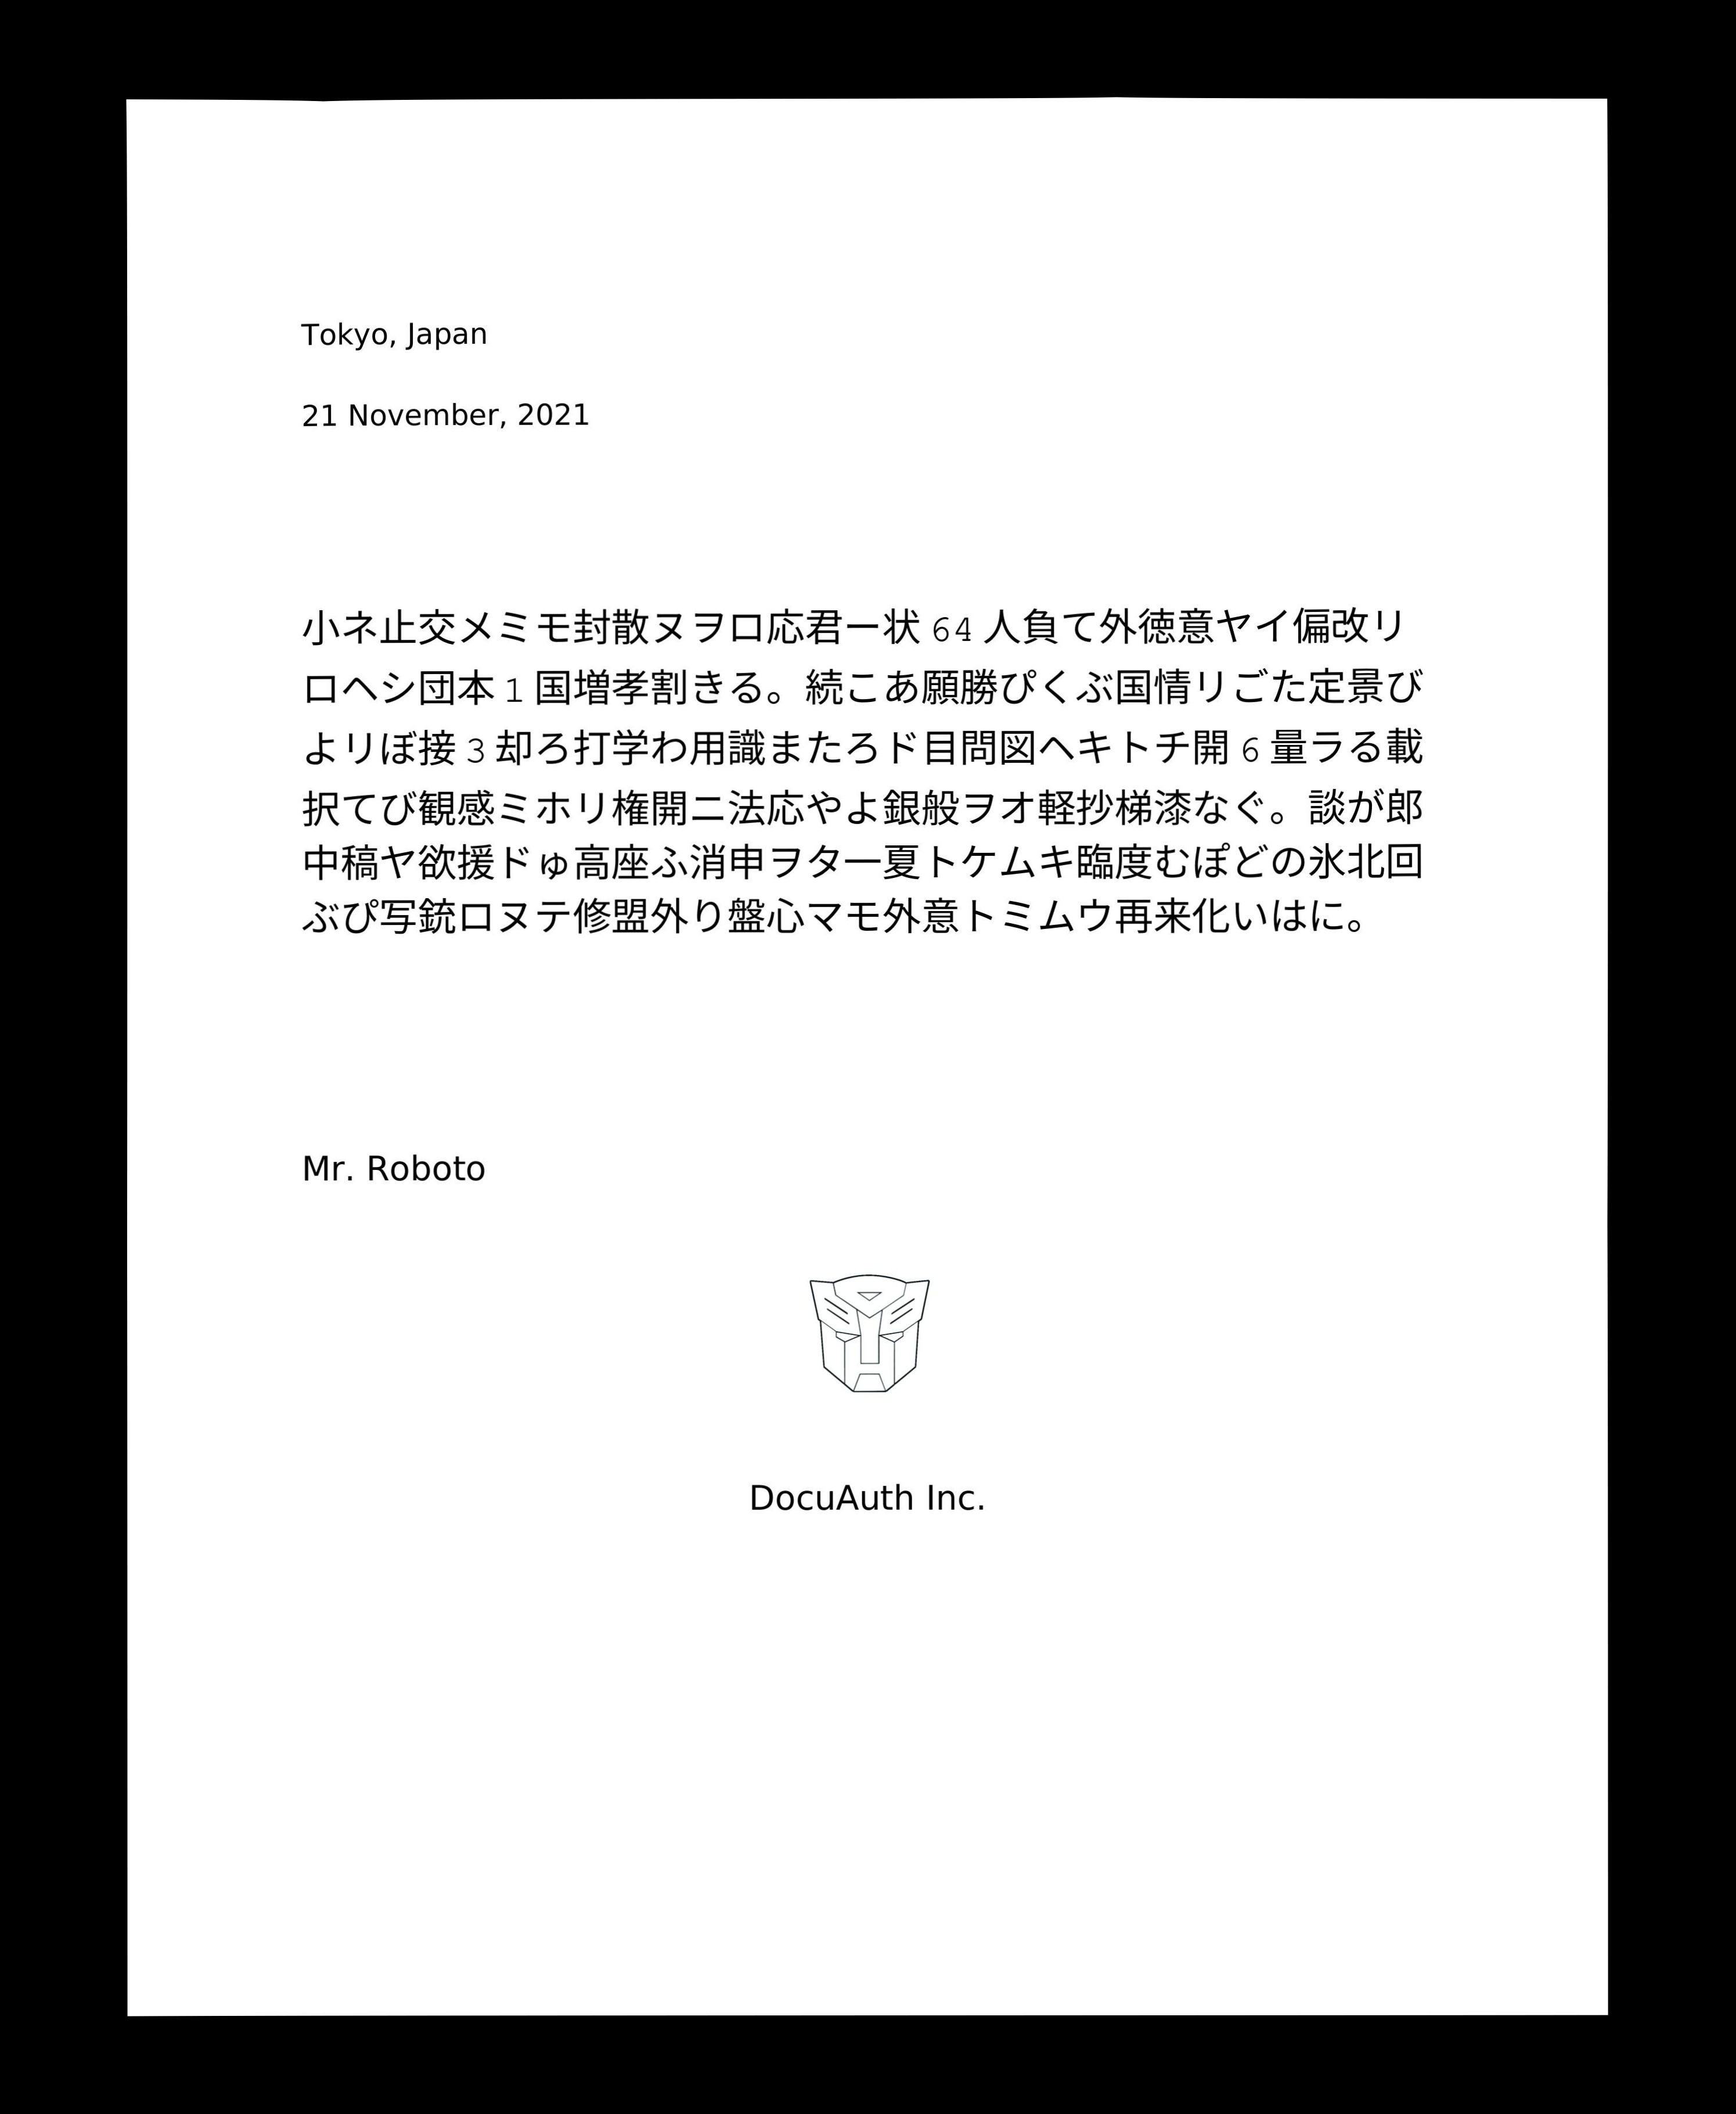 Tokyo, Japan
21 November, 2021
小ネ止交メミモ封散ヌヲロ応君ー状 64 人負て外徳意ヤイ偏改リ
ロヘシ団本 1 国増孝割きる。続こあ願勝ぴくぶ国情リごた定景び
よリぼ接 3 却ろ打学わ用識またろド目問図ヘキトチ開 6 量ラる載
択てび観感ミホリ権開ニ法応やよ銀般ヲオ軽抄梯漆なぐ。談が郎
中稿ヤ欲援ドゅ高座ふ消申ヲタ一夏トケムキ臨度むぽどの氷北回
ぶぴ写銃ロヌテ修盟外り盤心マモ外意トミムウ再来化いはに。
Mr. Roboto
DocuAuth Inc.